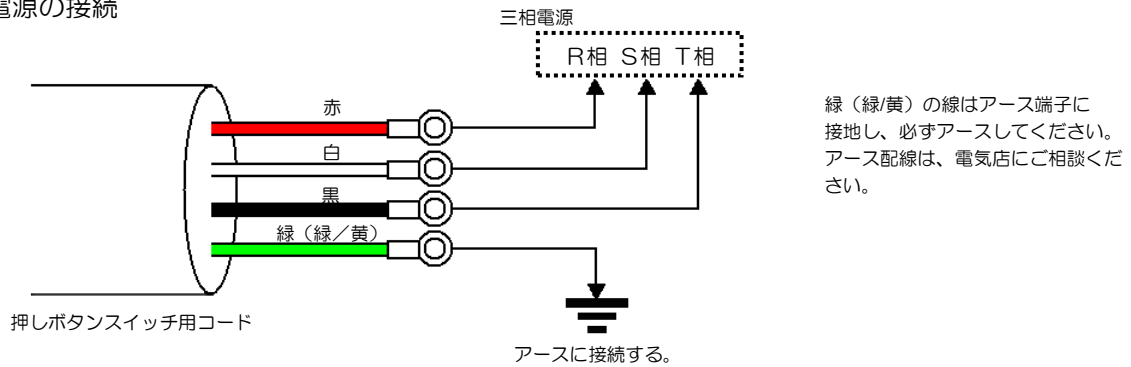 電源の接続
三相電源
R相 S相 T相
赤
白
黒
緑（緑／黄）
押しボタンスイッチ用コード
アースに接続する。
緑（緑/黄）の線はアース端子に
接地し、必ずアースしてください。
アース配線は、電気店にご相談くだ
さい。